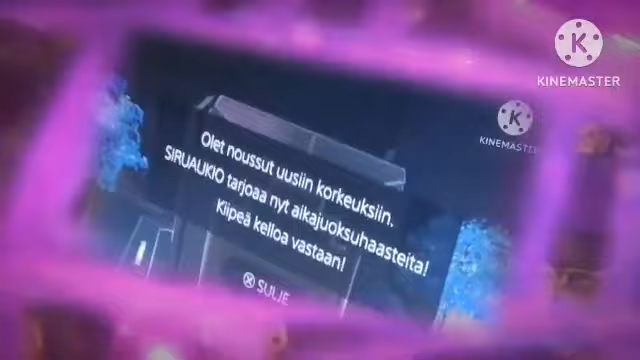 KINEMASTER
KINEMASTER
Olet noussut uusiin korkeuksiin.
SIRUAUKIO tarjoaa nyt aikajuoksuhaasteita!
Kiipeä kelloa vastaan!
SULJE